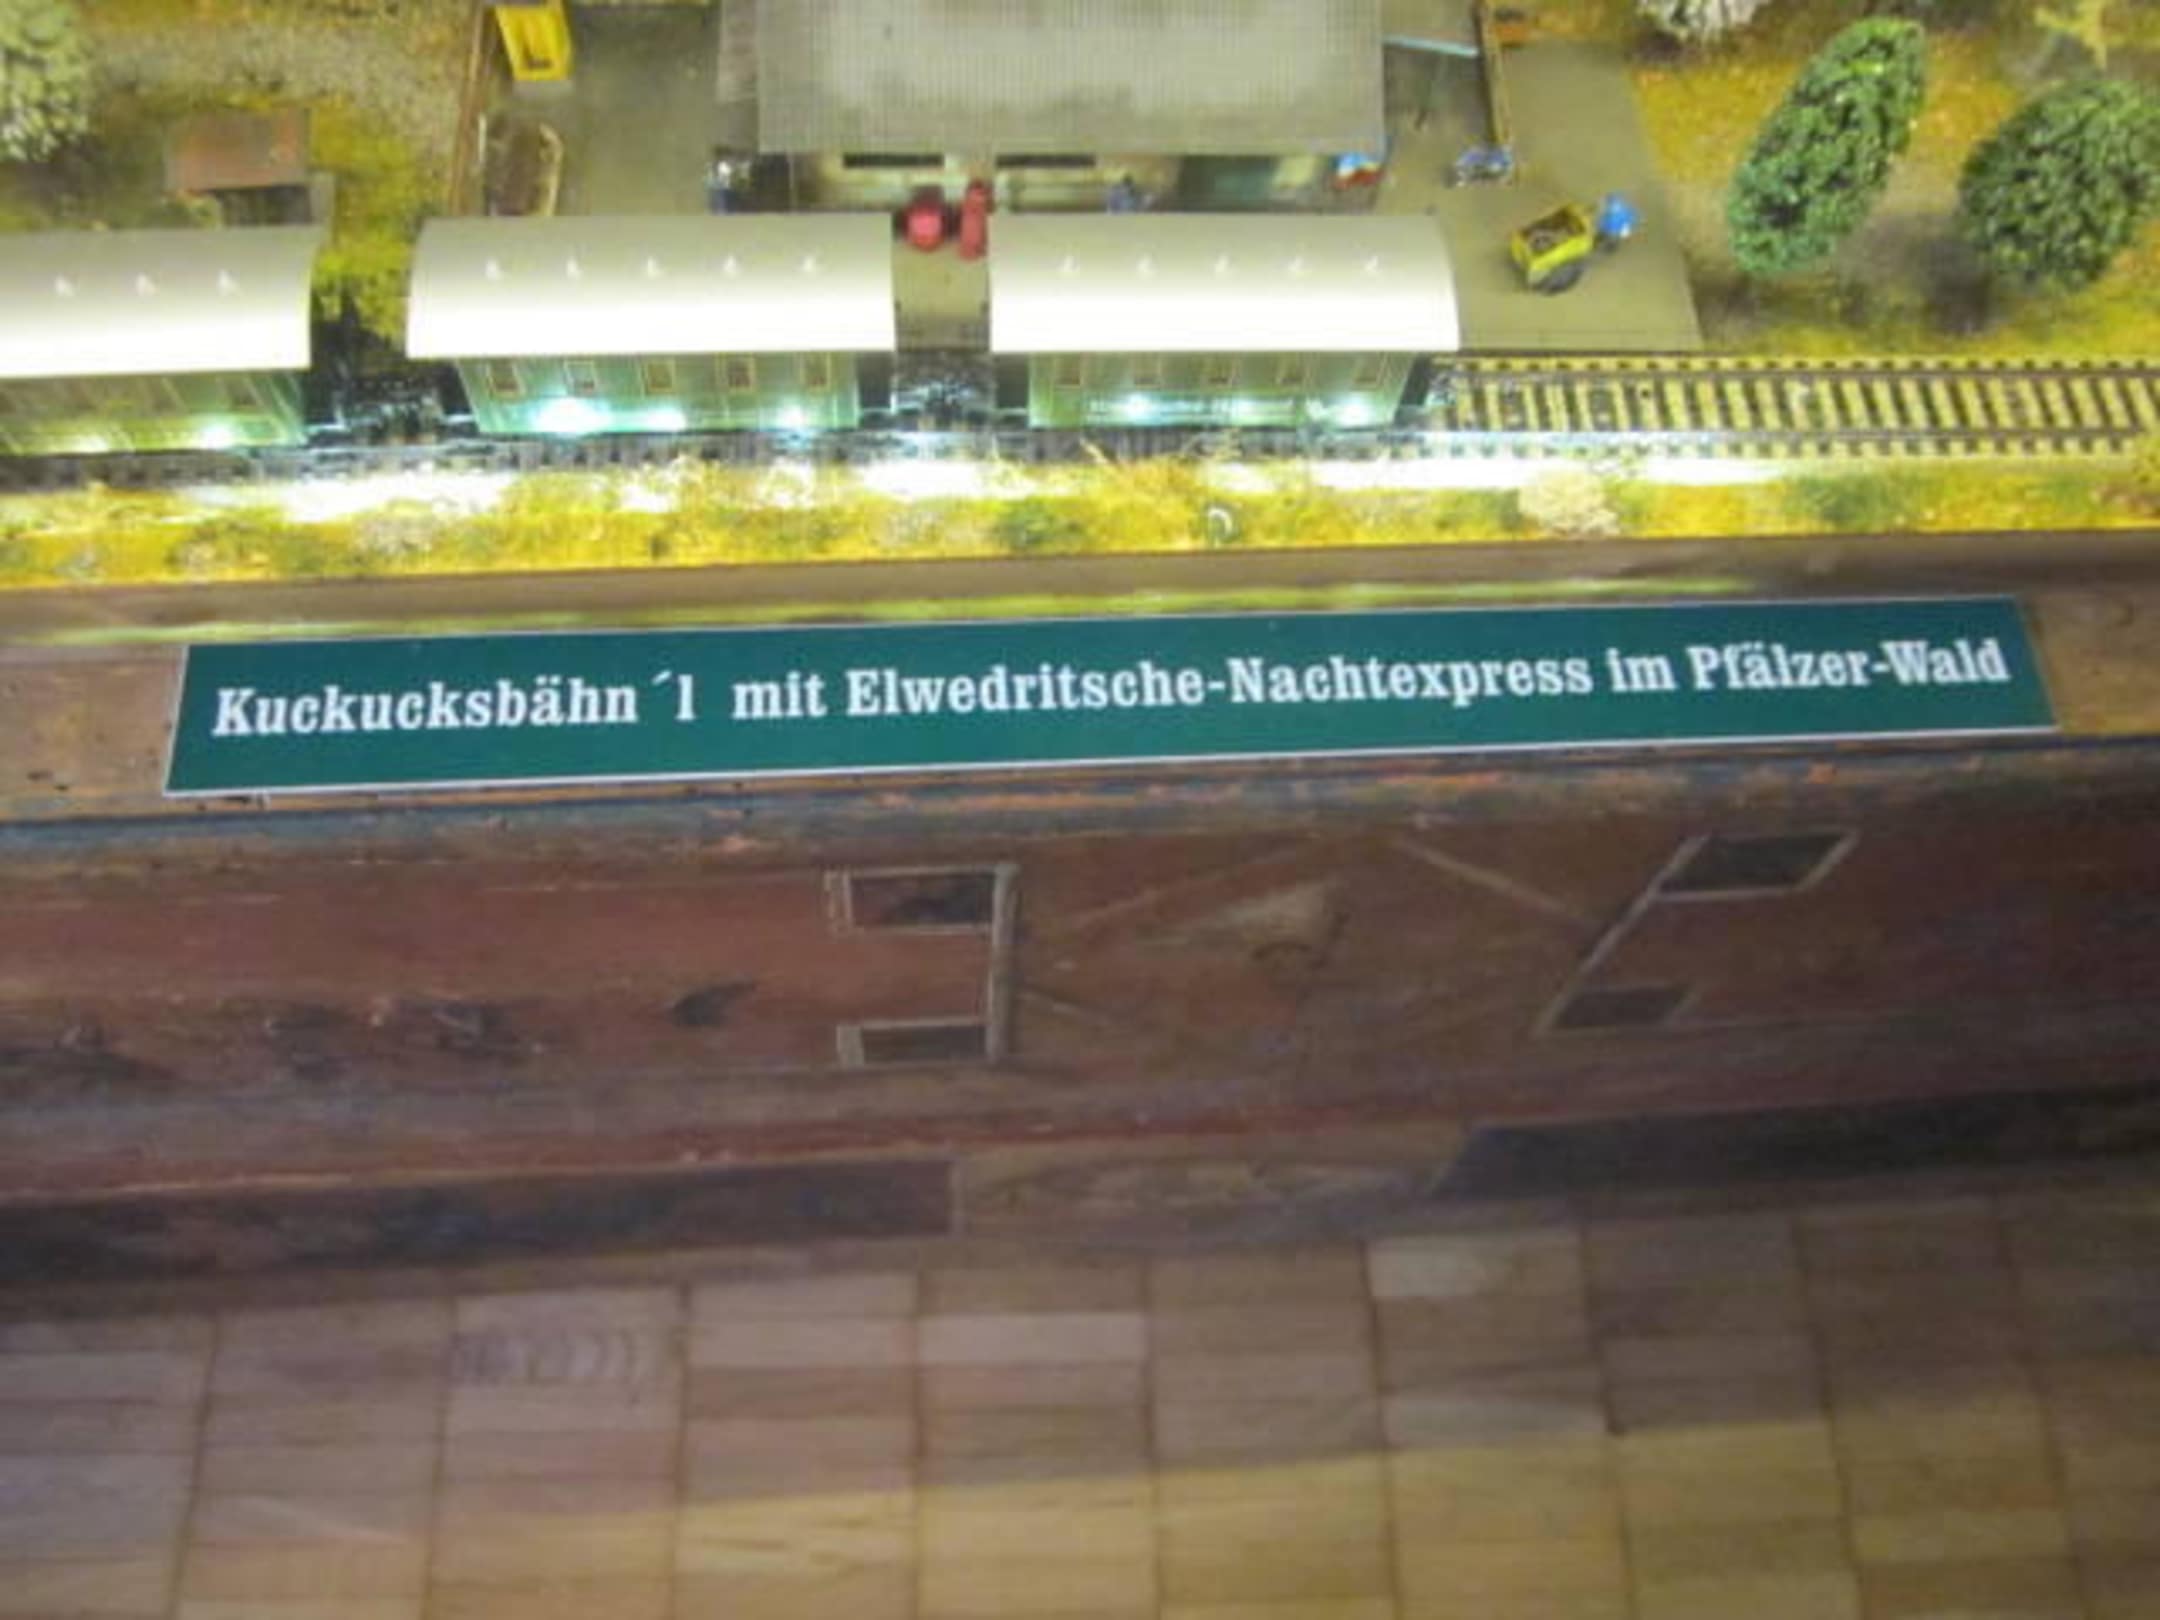 Kuckucksbähn ´l mit Elwedritsche-Nachtexpress im Pfälzer-Wald